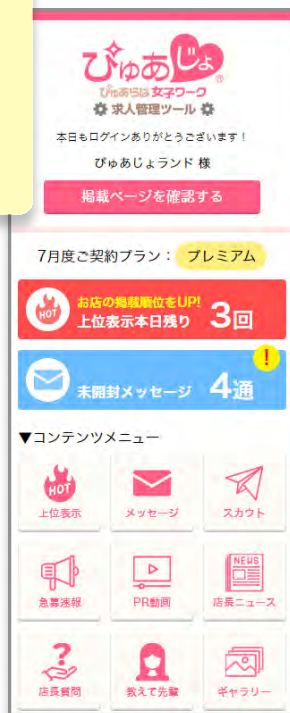 ぴゅあじょ®
ぴゅあらば女子ワーク
求人管理ツール
本日もログインありがとうございます！
ぴゅあじょランド 様
掲載ページを確認する
7月度ご契約プラン： プレミアム
HOT
お店の掲載順位をUP!
上位表示本日残り 3回
!
未開封メッセージ 4通
▼コンテンツメニュー
HOT
上位表示 メッセージ スカウト
NEWS
急募速報 PR動画 店長ニュース
?
店長質問 教えて先輩 ギャラリー